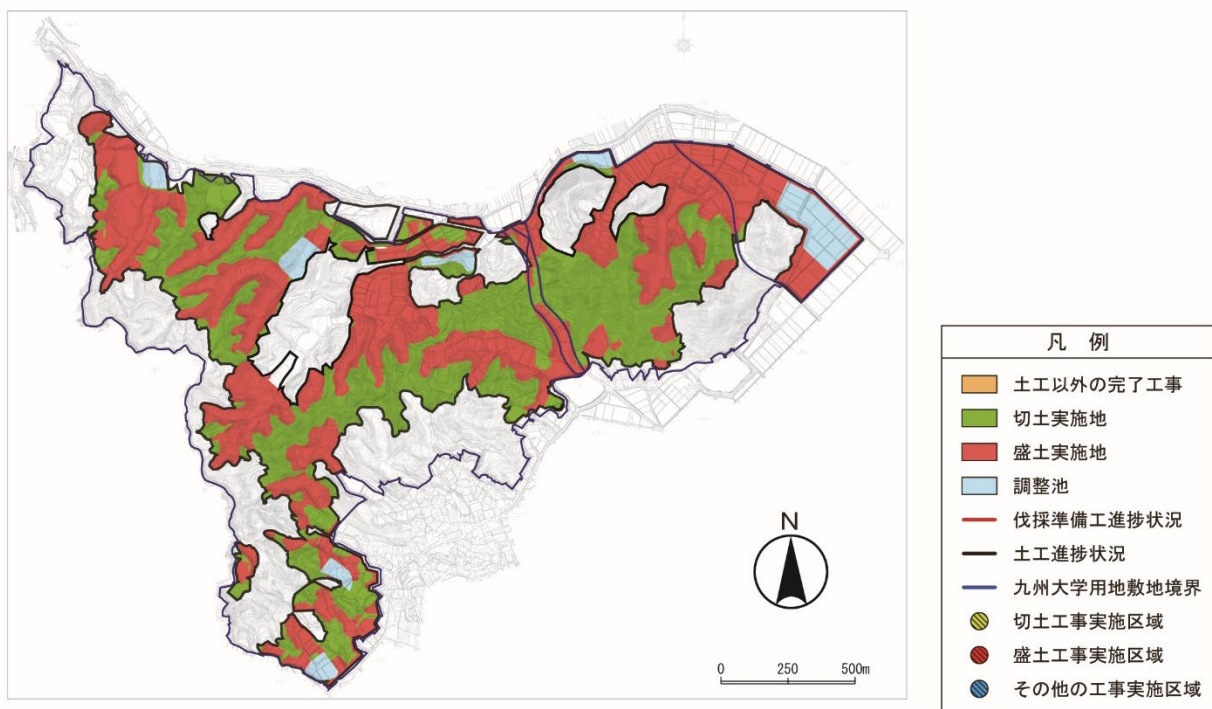 N
0 250 500m
凡 例
土工以外の完了工事
切土実施地
盛土実施地
調整池
伐採準備工進捗状況
土工進捗状況
九州大学用地敷地境界
切土工事実施区域
盛土工事実施区域
その他の工事実施区域